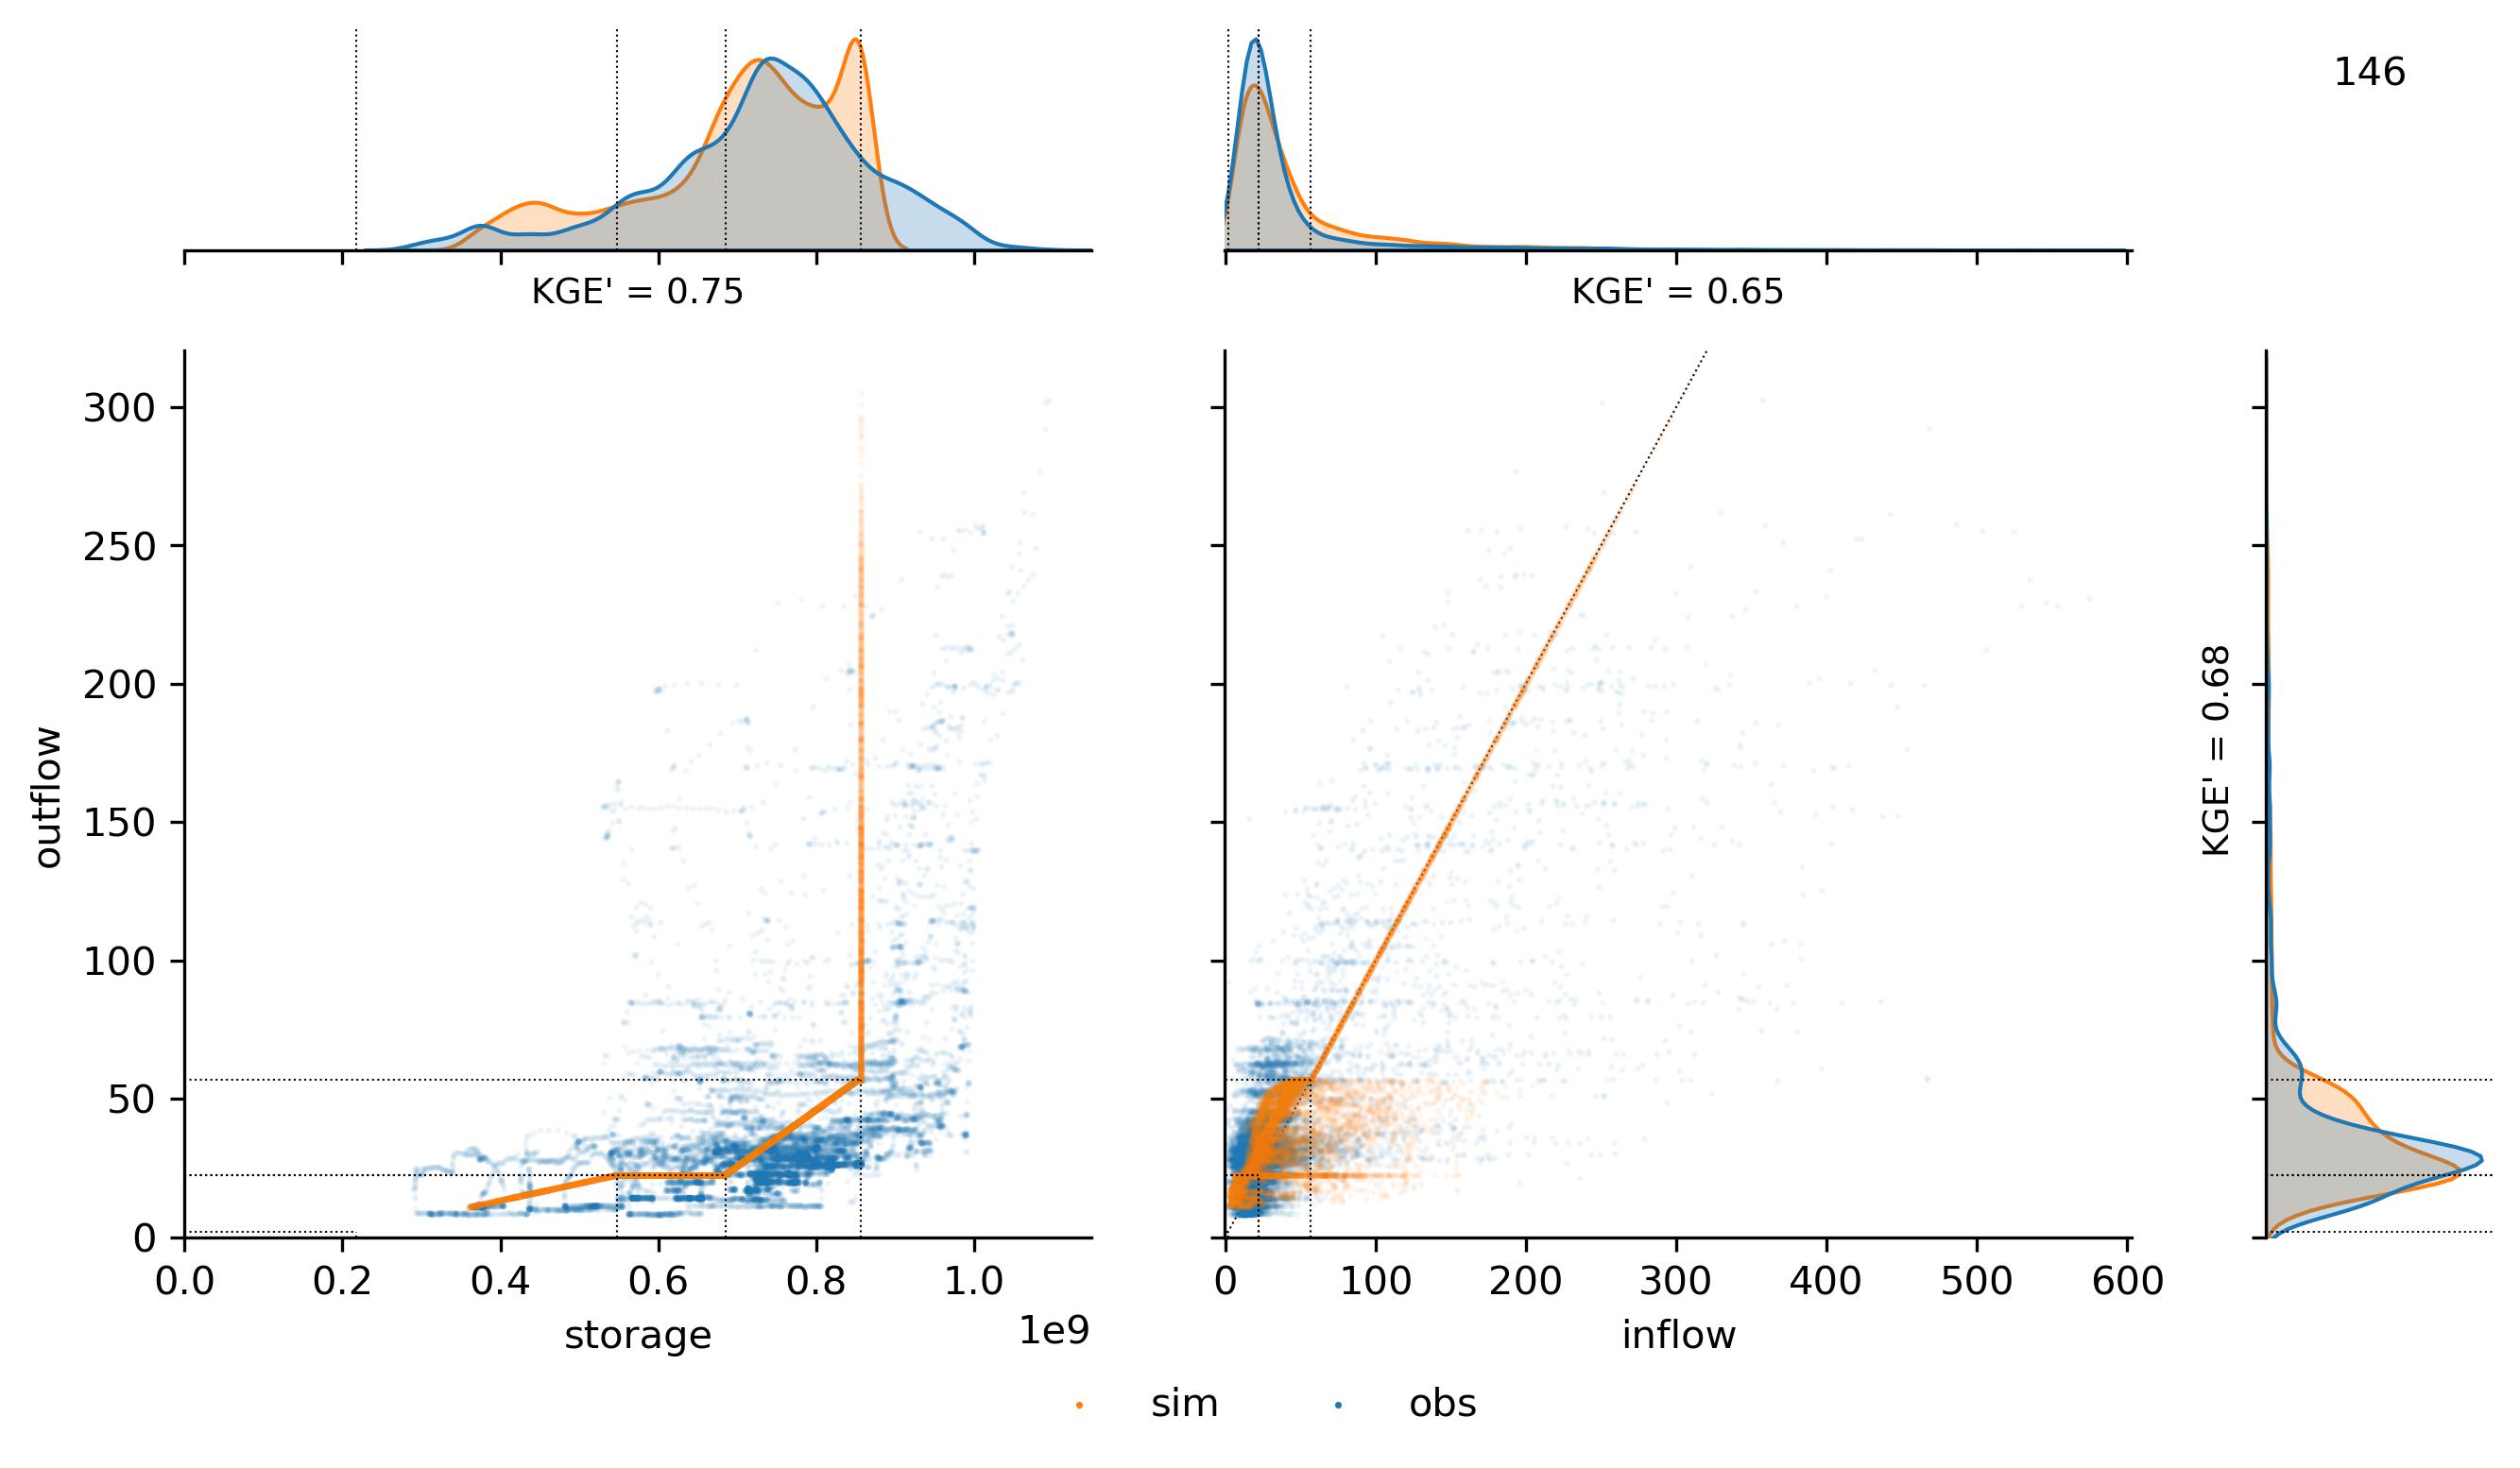 146
KGE' = 0.75
KGE' = 0.65
300
250
200
150
100
50
0
outflow
KGE' = 0.68
0.0 0.2 0.4 0.6 0.8 1.0
1e9
storage
0 100 200 300 400 500 600
inflow
sim obs